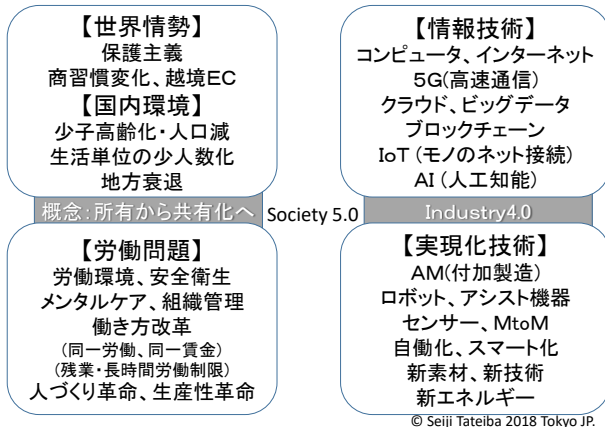 【世界情勢】
保護主義
商習慣変化、越境EC
【国内環境】
少子高齢化・人口減
生活単位の少人数化
地方衰退
【情報技術】
コンピュータ、インターネット
5G(高速通信)
クラウド、ビッグデータ
ブロックチェーン
IoT (モノのネット接続)
AI (人工知能)
概念：所有から共有化へ
Society 5.0
Industry4.0
【労働問題】
労働環境、安全衛生
メンタルケア、組織管理
働き方改革
(同一労働、同一賃金)
(残業・長時間労働制限)
人づくり革命、生産性革命
【実現化技術】
AM(付加製造)
ロボット、アシスト機器
センサー、MtoM
自動化、スマート化
新素材、新技術
新エネルギー
© Seiji Tateiba 2018 Tokyo JP.